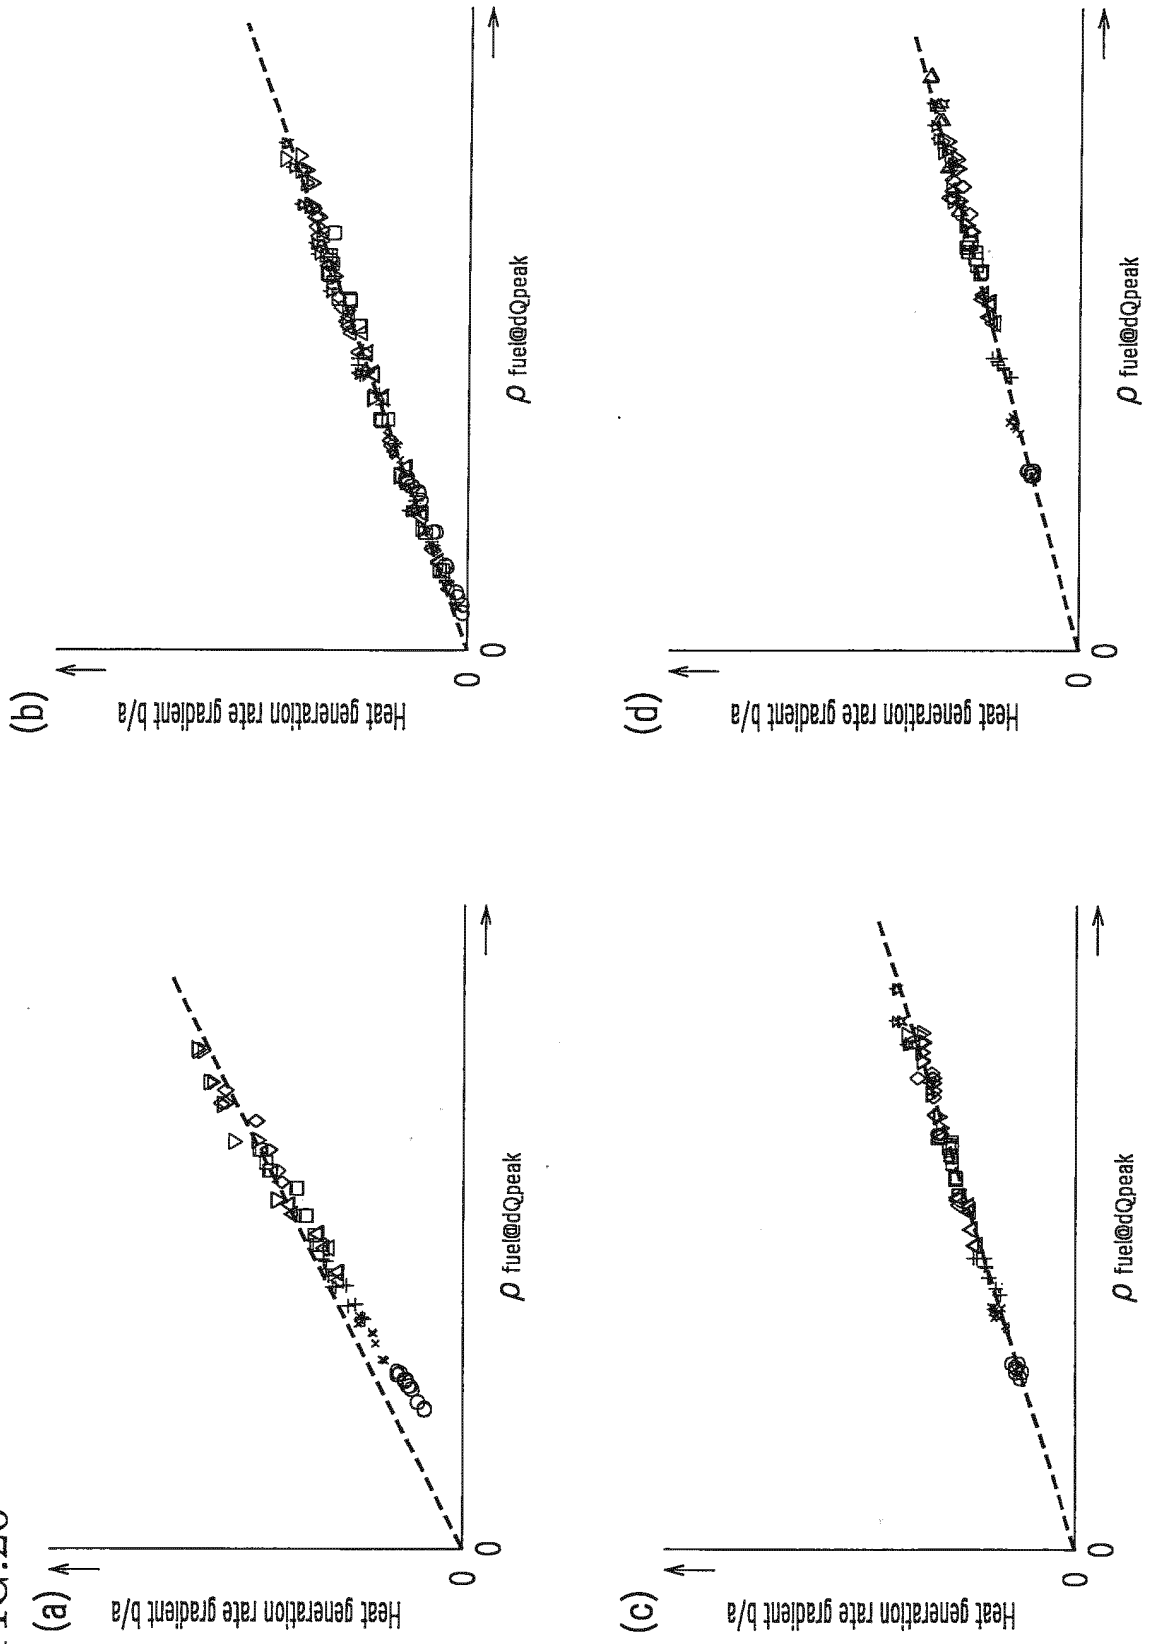 (a)
Heat generation rate gradient b/a
0
0
ρ fuel@dQpeak
(b)
Heat generation rate gradient b/a
0
0
ρ fuel@dQpeak
(c)
Heat generation rate gradient b/a
0
0
ρ fuel@dQpeak
(d)
Heat generation rate gradient b/a
0
0
ρ fuel@dQpeak